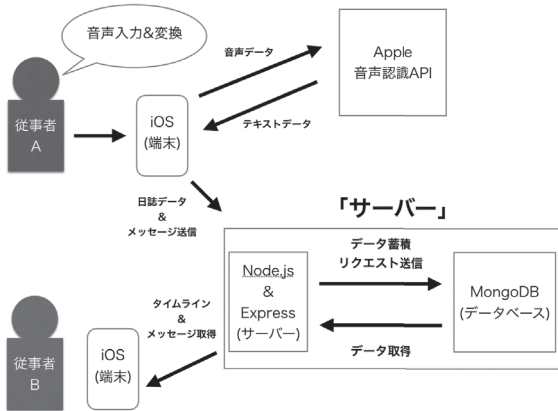 音声入力&変換
音声データ
Apple
音声認識API
従事者
A
iOS
(端末)
テキストデータ
日誌データ
&
メッセージ送信
「サーバー」
データ蓄積
リクエスト送信
Node.js
&
Express
(サーバー)
MongoDB
(データベース)
データ取得
タイムライン
&
メッセージ取得
従事者
B
iOS
(端末)